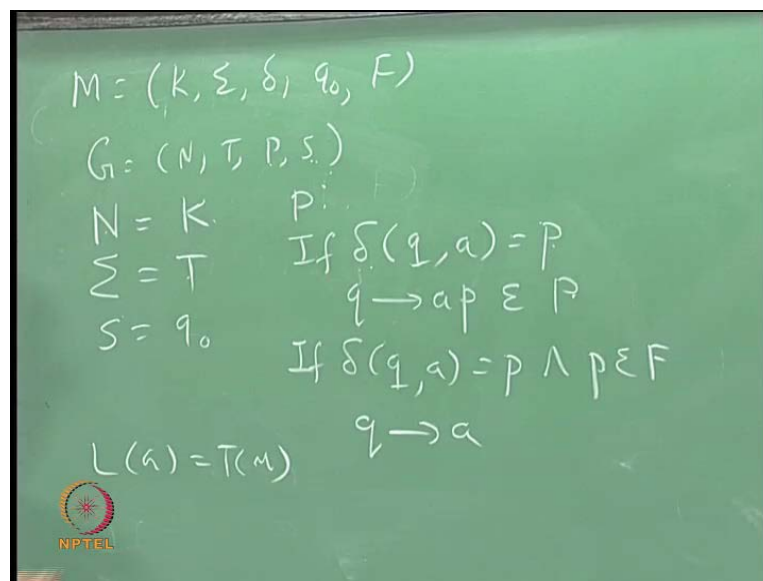 M = (K, Σ, δ, q₀, F)
G = (N, T, P, S)
N = K
Σ = T
S = q₀
P:
If δ(q, a) = p
q → ap ε P
If δ(q, a) = p ∧ p ε F
q → a
L(G) = T(M)
NPTEL